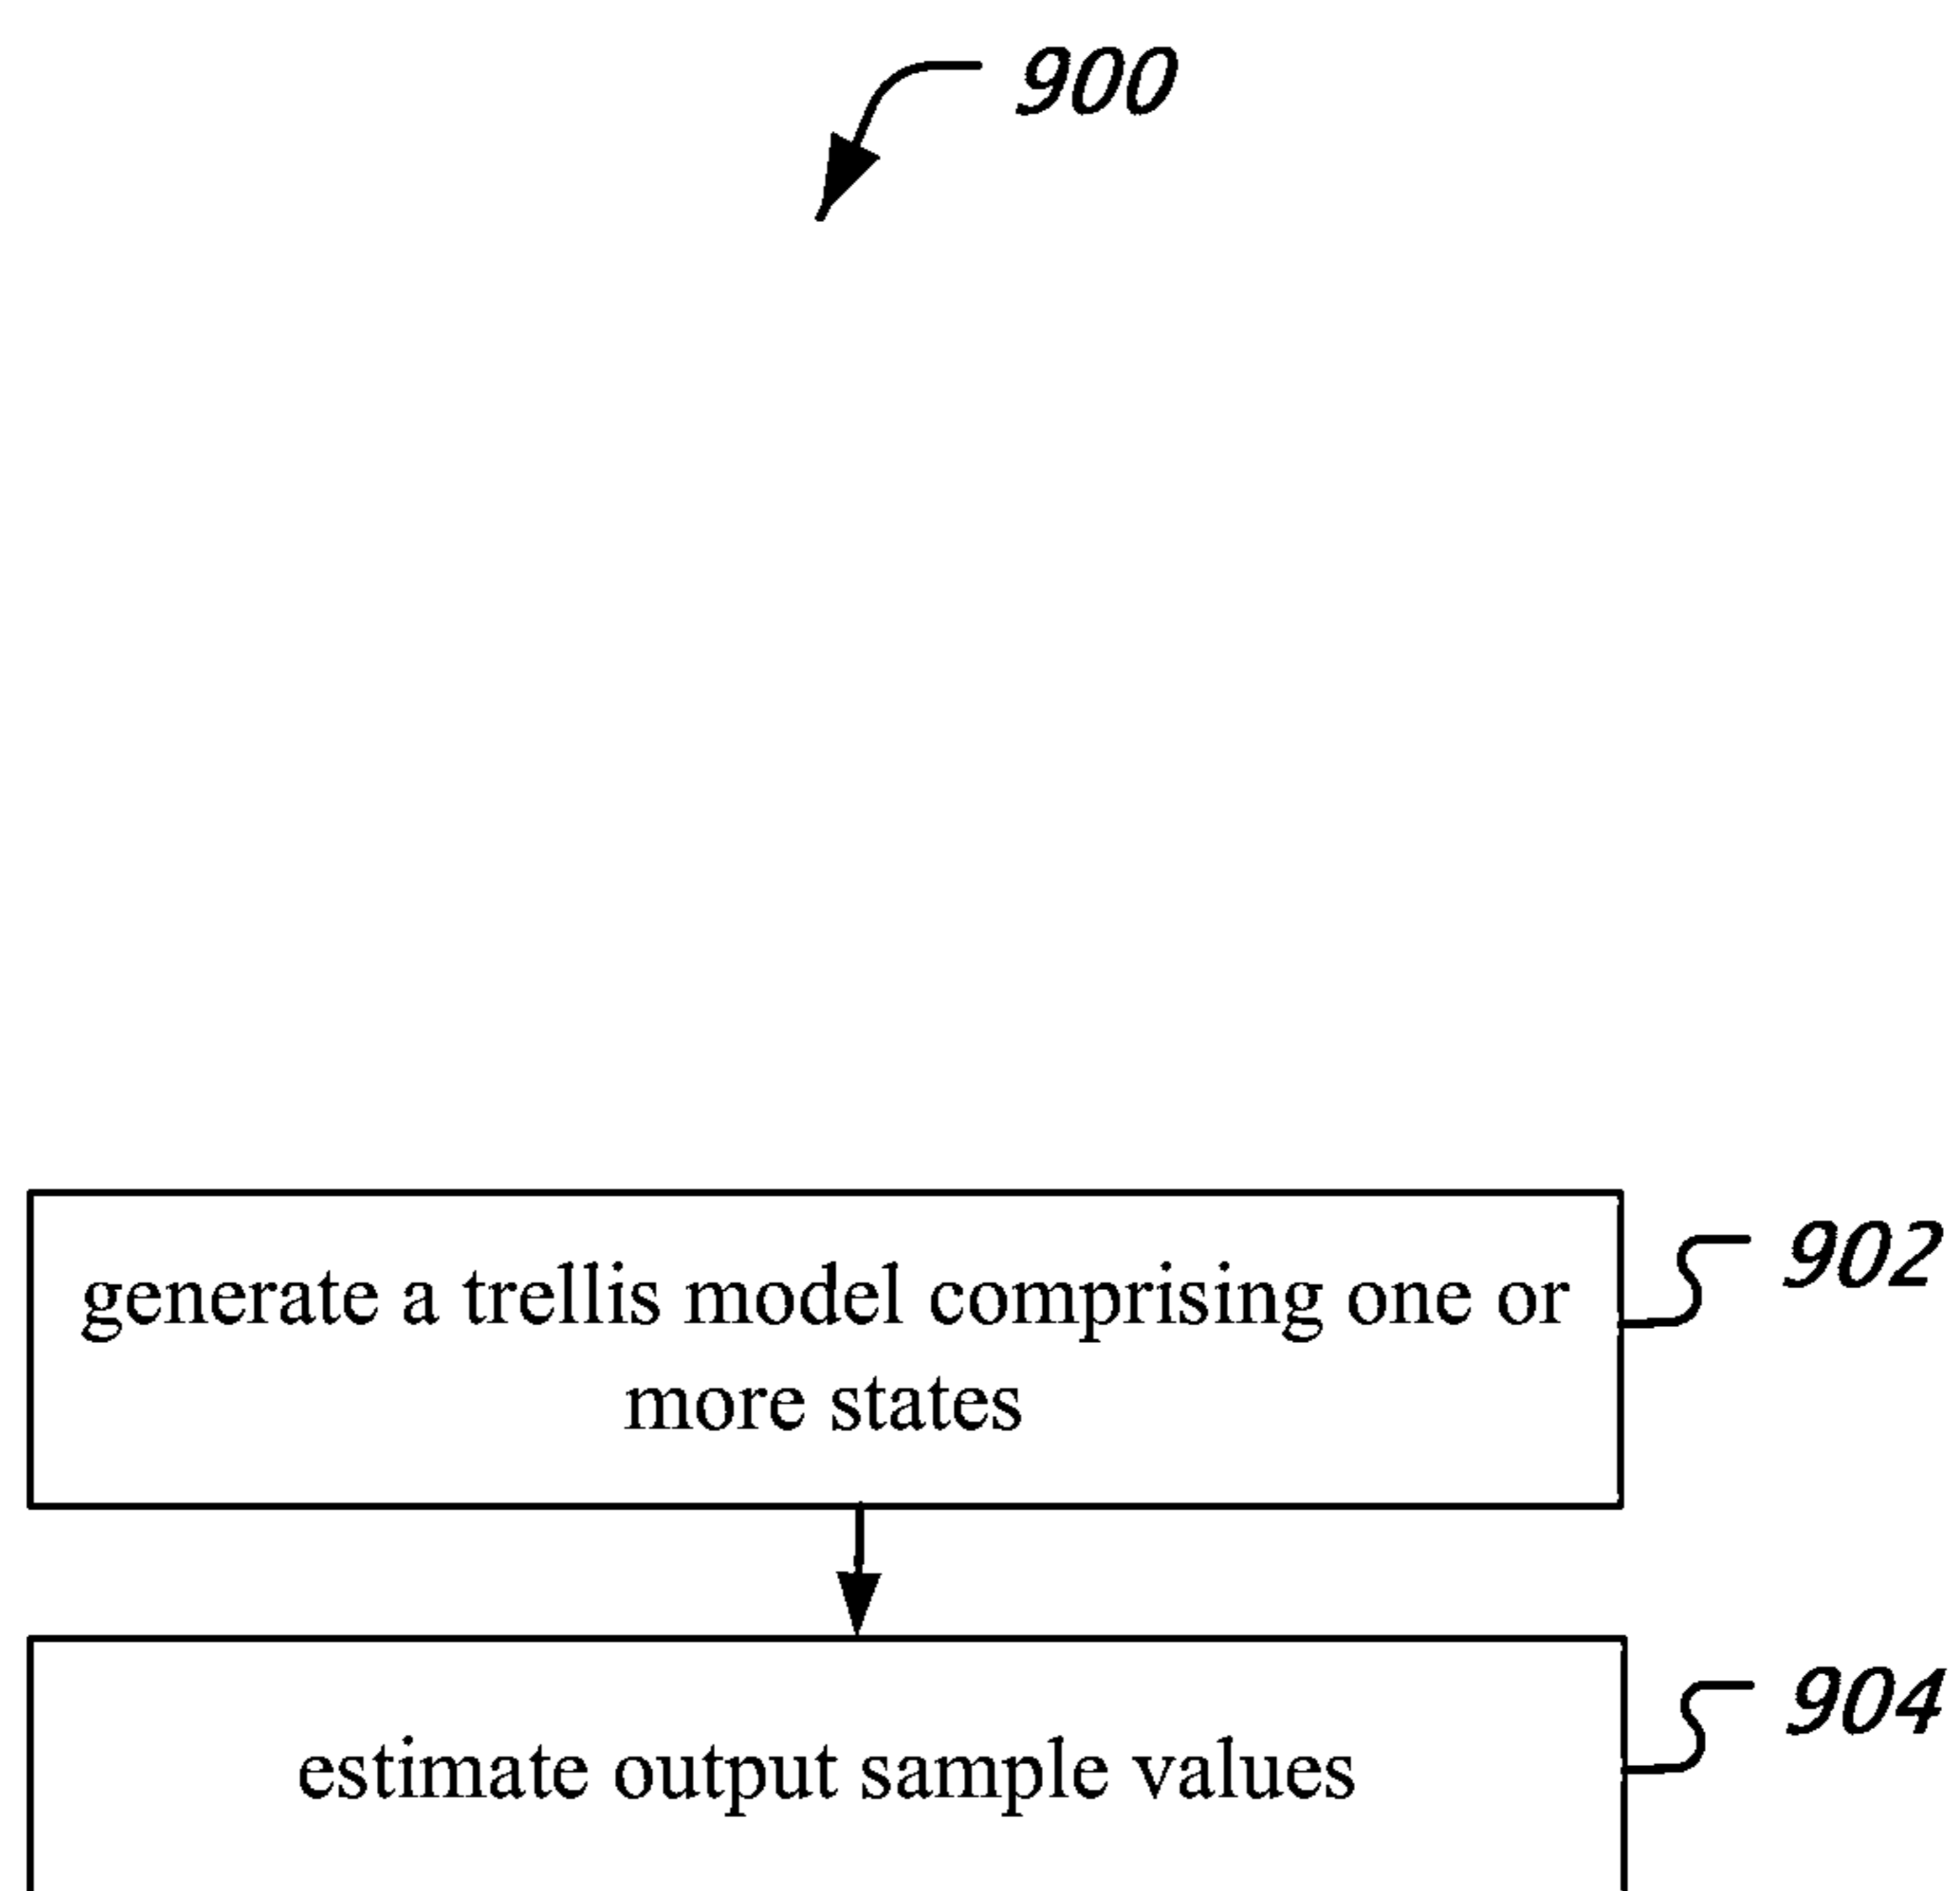 900
generate a trellis model comprising one or
more states
902
estimate output sample values
904